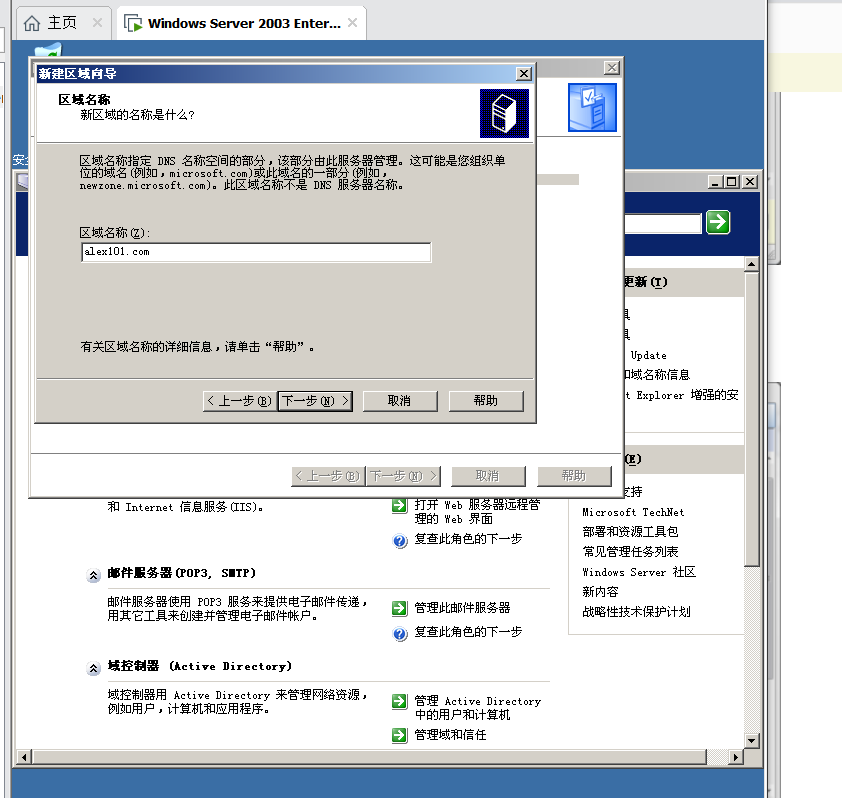 主页
Windows Server 2003 Enter...
新建区域向导
区域名称
新区域的名称是什么?
区域名称指定 DNS 名称空间的部分，该部分由此服务器管理。这可能是您组织单
位的域名(例如，microsoft.com)或此域名的一部分(例如，
newzone.microsoft.com)。此区域名称不是 DNS 服务器名称。
区域名称(Z):
alex101.com
有关区域名称的详细信息，请单击“帮助”。
< 上一步(B)
下一步(N) >
取消
帮助
< 上一步(B)
下一步(N) >
取消
帮助
更新(T)
具
具
Update
和域名称信息
t Explorer 增强的安
(E)
支持
Microsoft TechNet
部署和资源工具包
常见管理任务列表
Windows Server 社区
新内容
战略性技术保护计划
和 Internet 信息服务(IIS)。
打开 Web 服务器远程管
理的 Web 界面
复查此角色的下一步
邮件服务器(POP3, SMTP)
邮件服务器使用 POP3 服务来提供电子邮件传递，
用其它工具来创建并管理电子邮件帐户。
管理此邮件服务器
复查此角色的下一步
域控制器 (Active Directory)
域控制器用 Active Directory 来管理网络资源，
例如用户，计算机和应用程序。
管理 Active Directory
中的用户和计算机
管理域和信任